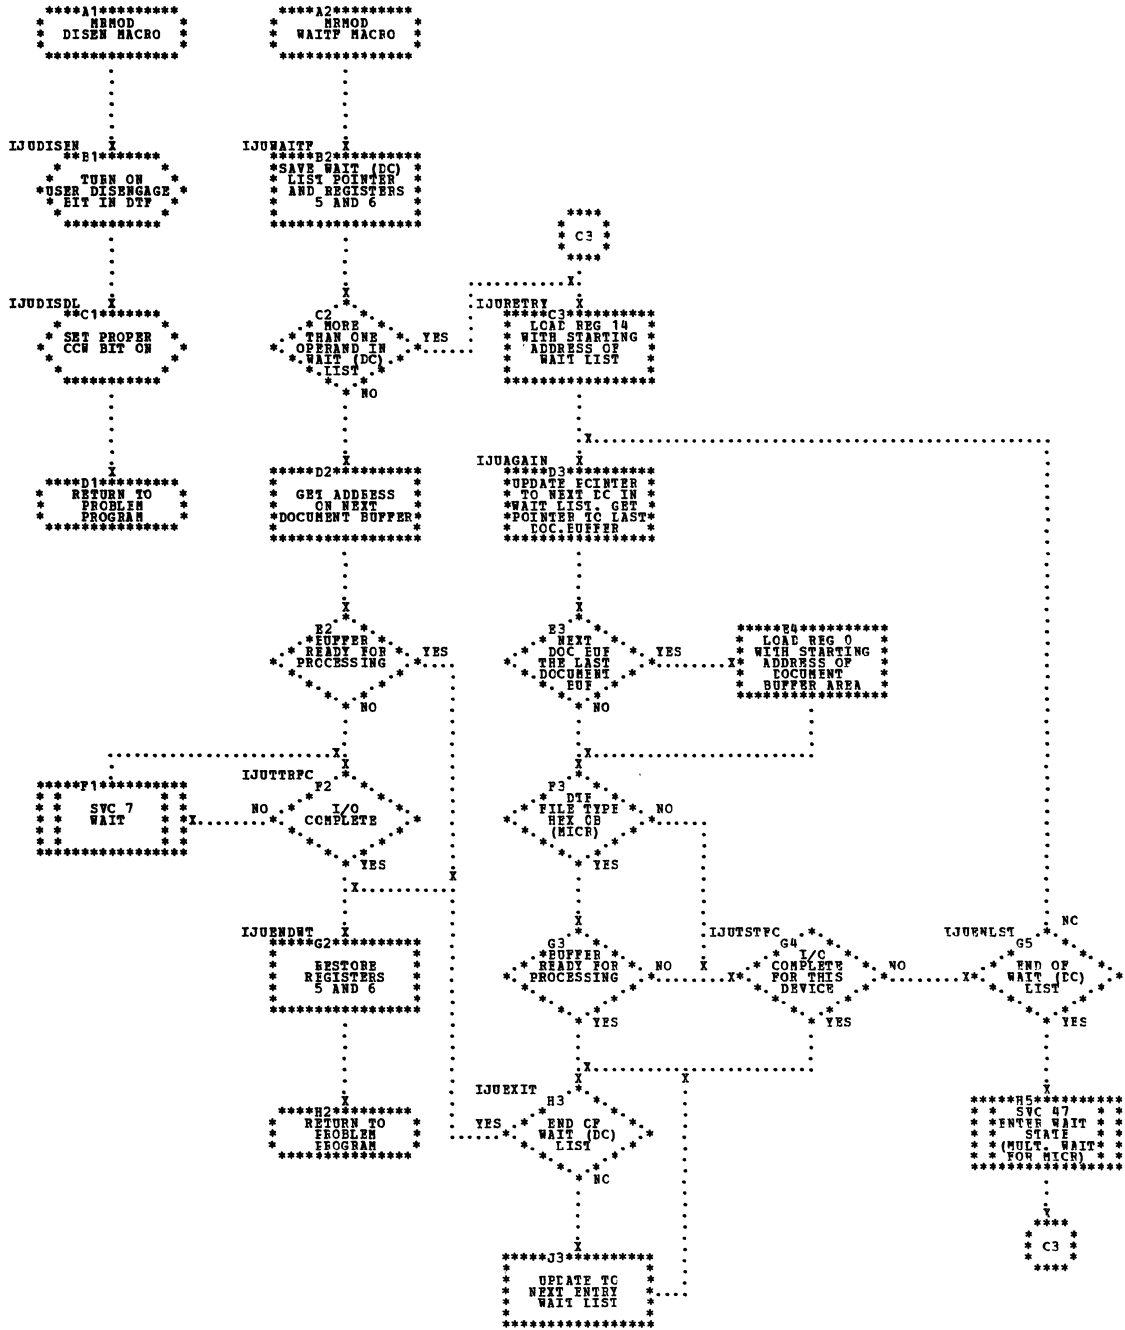 A1
MRMOD
DISEN MACRO
A2
MRMOD
WAITF MACRO
IJUDISEN
B1
TURN ON
USER DISENGAGE
BIT IN DTF
IJUWAITF
B2
SAVE WAIT (DC)
LIST POINTER
AND REGISTERS
5 AND 6
C3
IJUDISDL
C1
SET PROPER
CCW BIT ON
C2
MORE
THAN ONE
OPERAND IN
WAIT (DC)
LIST
YES
NO
IJURETRY
C3
LOAD REG 14
WITH STARTING
ADDRESS OF
WAIT LIST
D1
RETURN TO
PROBLEM
PROGRAM
D2
GET ADDRESS
ON NEXT
DOCUMENT BUFFER
IJUAGAIN
D3
UPDATE POINTER
TO NEXT DC IN
WAIT LIST. GET
POINTER TO LAST
DOC.BUFFER
E2
BUFFER
READY FOR
PROCESSING
YES
NO
E3
NEXT
DOC BUF
THE LAST
DOCUMENT
BUF
YES
NO
E4
LOAD REG 0
WITH STARTING
ADDRESS OF
DOCUMENT
BUFFER AREA
F1
SVC 7
WAIT
IJUTTRFC
F2
I/O
COMPLETE
NO
YES
F3
DTF
FILE TYPE
HEX 0B
(MICR)
NO
YES
IJUENDWT
G2
RESTORE
REGISTERS
5 AND 6
G3
BUFFER
READY FOR
PROCESSING
NO
YES
IJUTSTFC
G4
I/O
COMPLETE
FOR THIS
DEVICE
NO
YES
IJUENLST
G5
END OF
WAIT (DC)
LIST
NO
YES
H2
RETURN TO
PROBLEM
PROGRAM
IJUEXIT
H3
END OF
WAIT (DC)
LIST
YES
NO
H5
SVC 47
ENTER WAIT
STATE
(MULT. WAIT
FOR MICR)
J3
UPDATE TO
NEXT ENTRY
WAIT LIST
C3